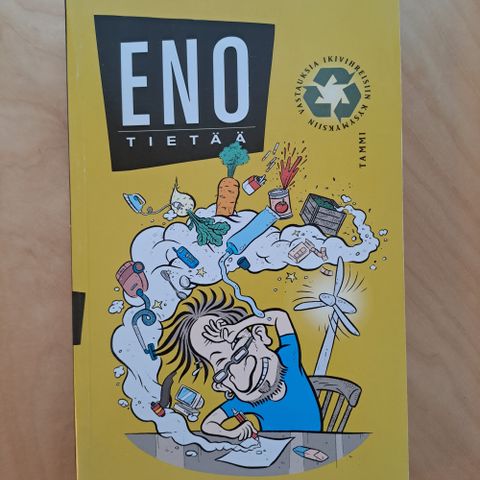 ENO
TIETÄÄ
VASTAUKSIA IKIVIHREISIIN KYSYMYKSIIN
TAMMI